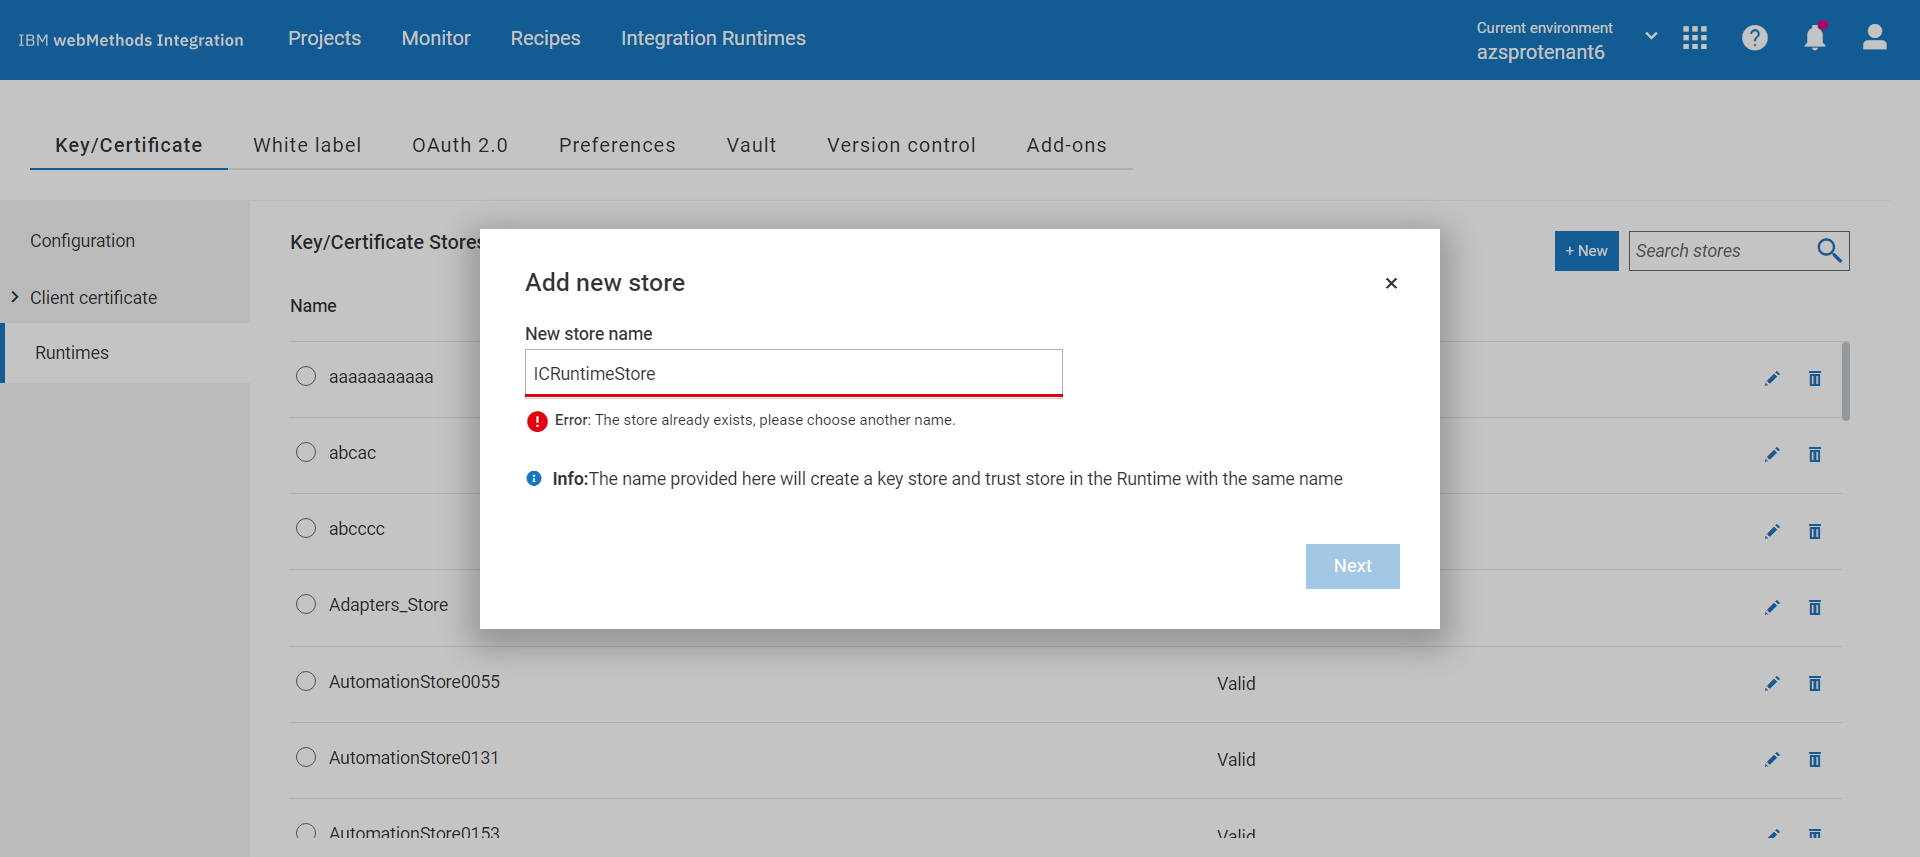 IBM webMethods Integration
Projects
Monitor
Recipes
Integration Runtimes
Current environment
azsprotenant6
Key/Certificate
White label
OAuth 2.0
Preferences
Vault
Version control
Add-ons
Configuration
Client certificate
Runtimes
Key/Certificate Stores
+ New
Search stores
Name
aaaaaaaaaaa
abcac
abcccc
Adapters_Store
AutomationStore0055
Valid
AutomationStore0131
Valid
AutomationStore0153
Valid
Add new store
×
New store name
ICRuntimeStore
Error: The store already exists, please choose another name.
Info:The name provided here will create a key store and trust store in the Runtime with the same name
Next